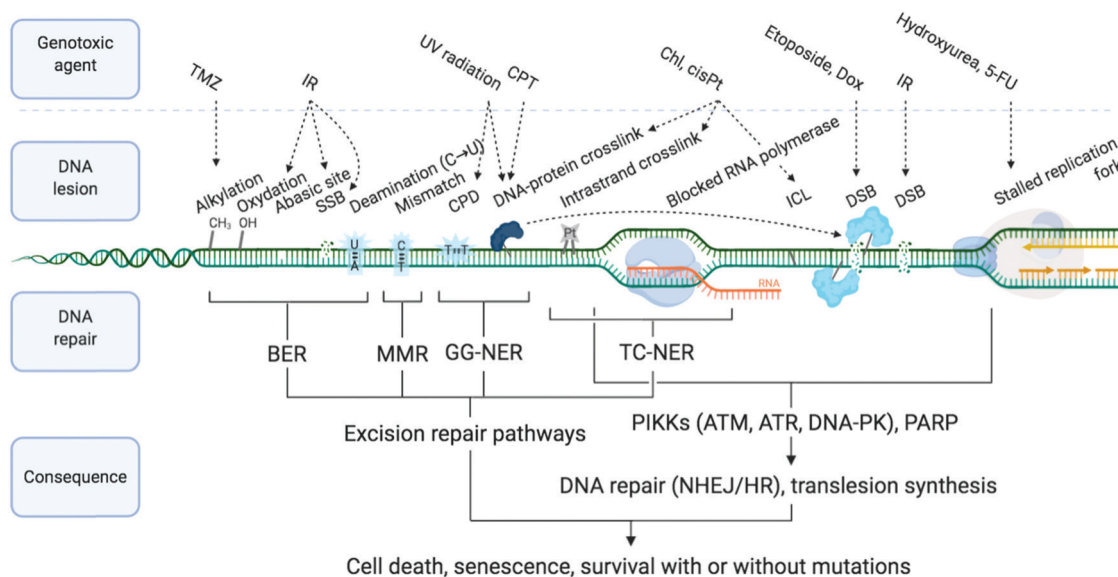 Genotoxic
agent
TMZ
IR
UV radiation
CPT
Chl, cisPt
Etoposide, Dox
IR
Hydroxyurea, 5-FU
DNA
lesion
Alkylation
Oxydation
Abasic site
SSB
Deamination (C→U)
Mismatch
CPD
DNA-protein crosslink
Intrastrand crosslink
Blocked RNA polymerase
ICL
DSB
DSB
Stalled replication
fork
CH₃
OH
U
A
C
T
T
T
Pt
RNA
DNA
repair
BER
MMR
GG-NER
TC-NER
PIKKs (ATM, ATR, DNA-PK), PARP
Excision repair pathways
Consequence
DNA repair (NHEJ/HR), translesion synthesis
Cell death, senescence, survival with or without mutations